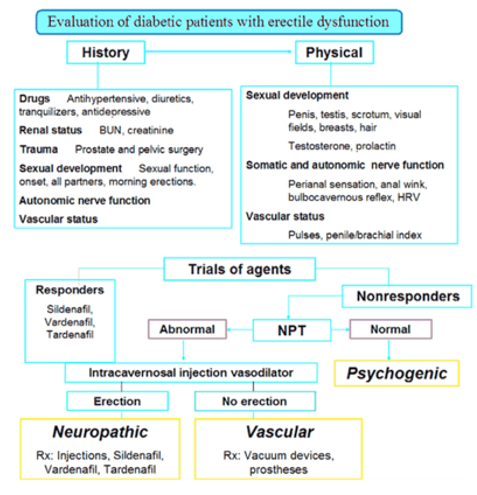 Evaluation of diabetic patients with erectile dysfunction
History
Physical
Drugs Antihypertensive, diuretics,
tranquilizers, antidepressive
Renal status BUN, creatinine
Trauma Prostate and pelvic surgery
Sexual development Sexual function,
onset, all partners, morning erections.
Autonomic nerve function
Vascular status
Sexual development
Penis, testis, scrotum, visual
fields, breasts, hair
Testosterone, prolactin
Somatic and autonomic nerve function
Perianal sensation, anal wink,
bulbocavernous reflex, HRV
Vascular status
Pulses, penile/brachial index
Trials of agents
Responders
Sildenafil,
Vardenafil,
Tardenafil
Nonresponders
Abnormal
NPT
Normal
Psychogenic
Intracavernosal injection vasodilator
Erection
No erection
Neuropathic
Rx: Injections, Sildenafil,
Vardenafil, Tardenafil
Vascular
Rx: Vacuum devices,
prostheses